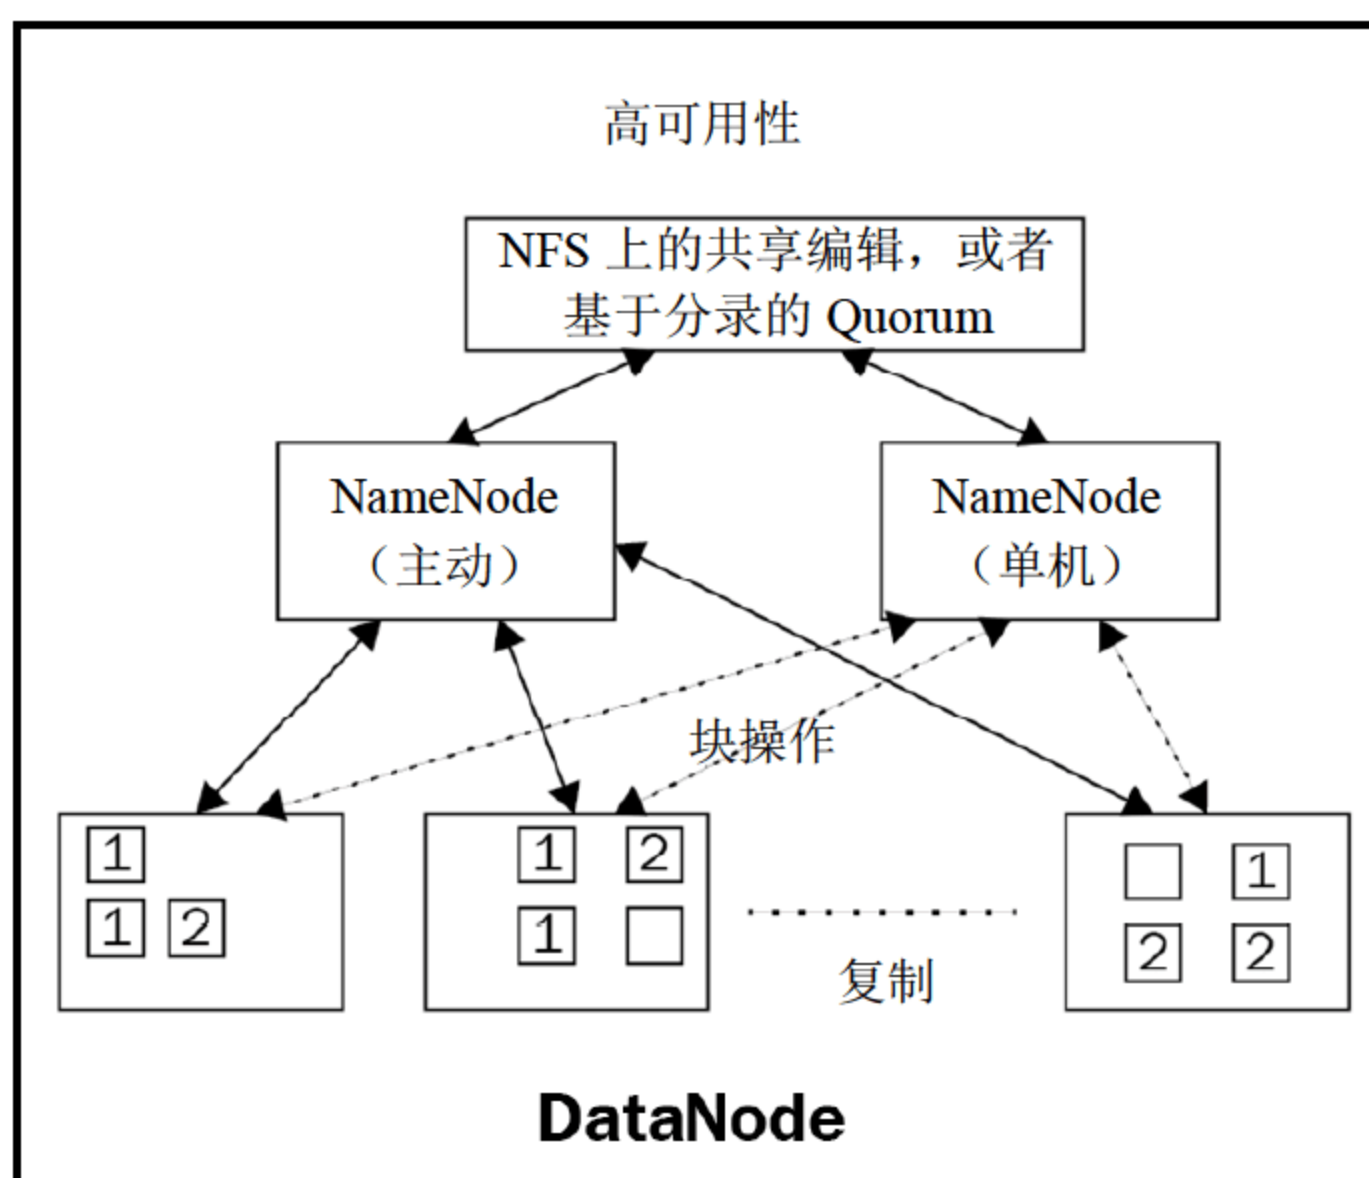 高可用性
NFS 上的共享编辑，或者
基于分录的 Quorum
NameNode
（主动）
NameNode
（单机）
块操作
1
1 2
1 2
1
1
2 2
复制
DataNode